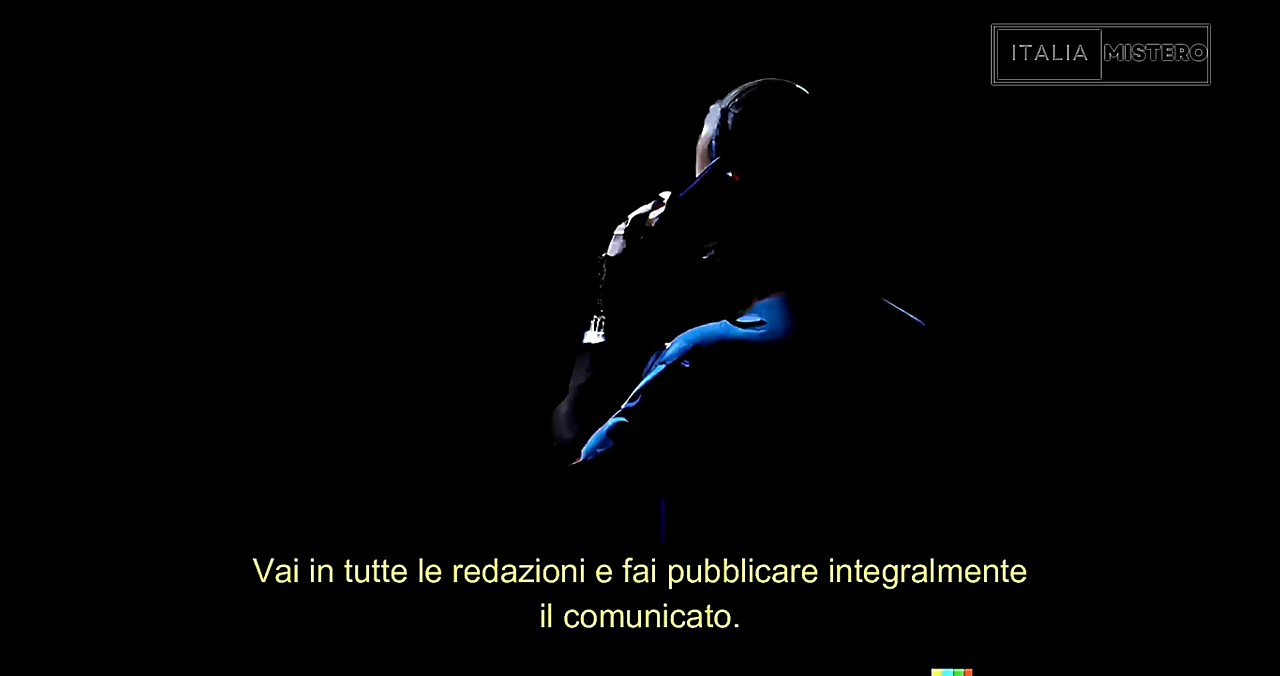 ITALIA MISTERO
Vai in tutte le redazioni e fai pubblicare integralmente
il comunicato.